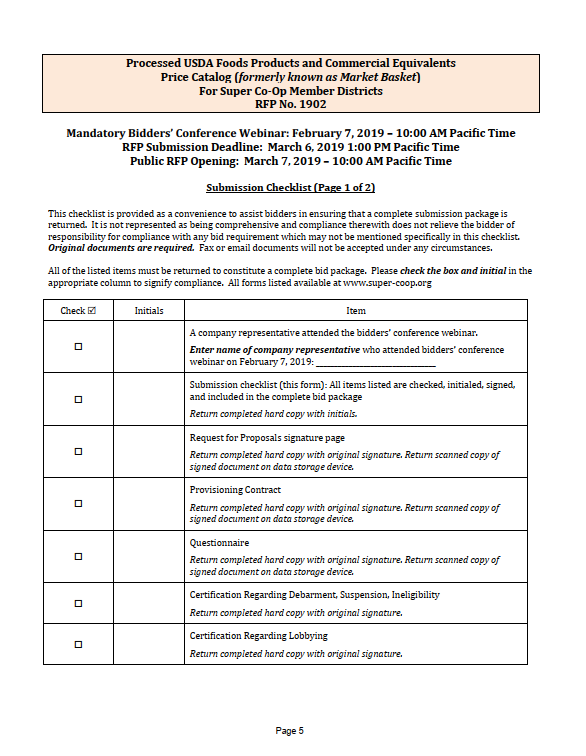 Processed USDA Foods Products and Commercial Equivalents
Price Catalog (formerly known as Market Basket)
For Super Co-Op Member Districts
RFP No. 1902
Mandatory Bidders' Conference Webinar: February 7, 2019 – 10:00 AM Pacific Time
RFP Submission Deadline: March 6, 2019 1:00 PM Pacific Time
Public RFP Opening: March 7, 2019 – 10:00 AM Pacific Time
Submission Checklist (Page 1 of 2)
This checklist is provided as a convenience to assist bidders in ensuring that a complete submission package is
returned. It is not represented as being comprehensive and compliance therewith does not relieve the bidder of
responsibility for compliance with any bid requirement which may not be mentioned specifically in this checklist.
Original documents are required. Fax or email documents will not be accepted under any circumstances.
All of the listed items must be returned to constitute a complete bid package. Please check the box and initial in the
appropriate column to signify compliance. All forms listed available at www.super-coop.org
Check ☑ Initials Item
A company representative attended the bidders' conference webinar.
☐ Enter name of company representative who attended bidders' conference
webinar on February 7, 2019: ____________________________
Submission checklist (this form): All items listed are checked, initialed, signed,
☐ and included in the complete bid package
Return completed hard copy with initials.
Request for Proposals signature page
☐ Return completed hard copy with original signature. Return scanned copy of
signed document on data storage device.
Provisioning Contract
☐ Return completed hard copy with original signature. Return scanned copy of
signed document on data storage device.
Questionnaire
☐ Return completed hard copy with original signature. Return scanned copy of
signed document on data storage device.
Certification Regarding Debarment, Suspension, Ineligibility
☐ Return completed hard copy with original signature.
Certification Regarding Lobbying
☐ Return completed hard copy with original signature.
Page 5